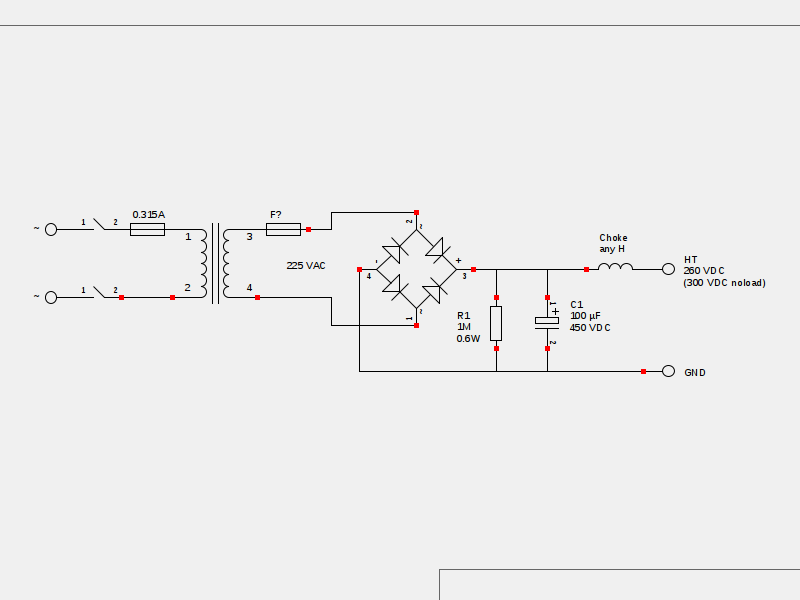 0.315A
F?
~
1
2
1
3
2
~
225 VAC
~
1
2
2
4
-
4
+
3
1
~
R1
1M
0.6W
1
+
2
C1
100 µF
450 VDC
Choke
any H
HT
260 VDC
(300 VDC noload)
~
GND